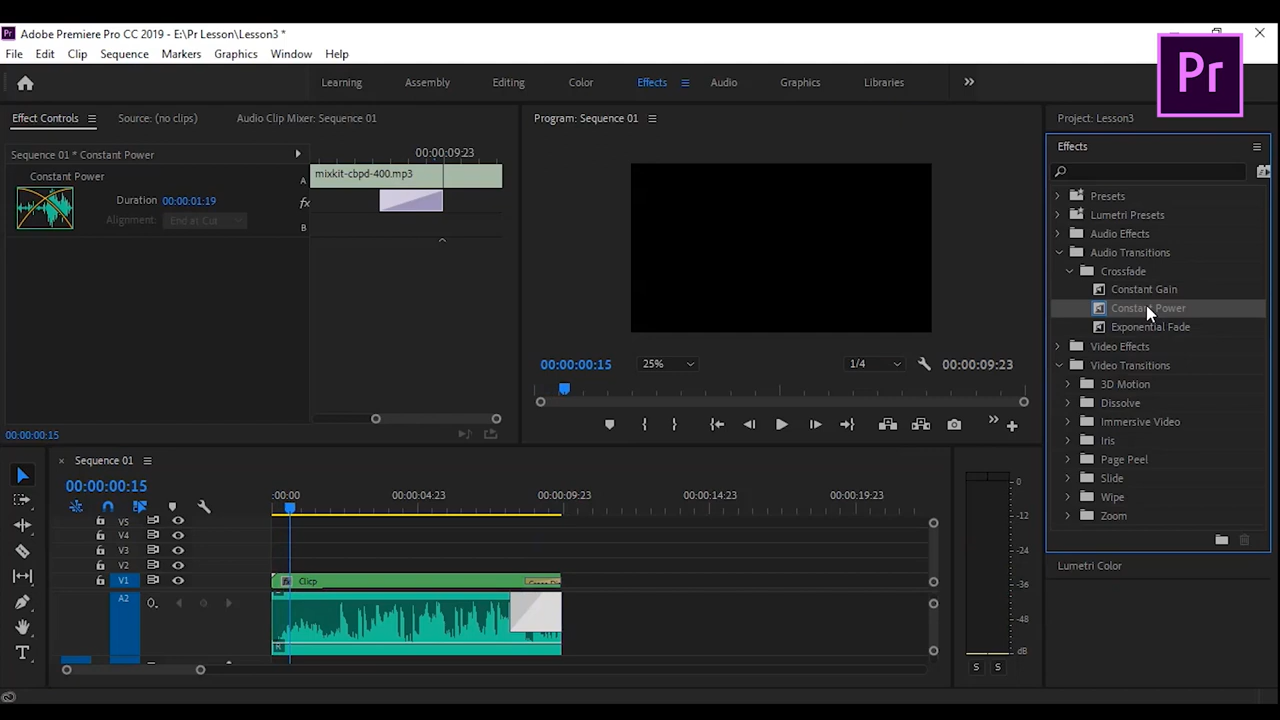 Pr Adobe Premiere Pro CC 2019 - E:\Pr Lesson\Lesson3 *
File Edit Clip Sequence Markers Graphics Window Help
Pr
Learning Assembly Editing Color Effects Audio Graphics Libraries
Effect Controls Source: (no clips) Audio Clip Mixer: Sequence 01
Sequence 01 * Constant Power
00:00:09:23
Constant Power
Duration 00:00:01:19
Alignment: End at Cut
A mixkit-cbpd-400.mp3
fx
B
00:00:00:15
Program: Sequence 01
00:00:00:15 25% 1/4 00:00:09:23
Project: Lesson3
Effects
Presets
Lumetri Presets
Audio Effects
Audio Transitions
Crossfade
Constant Gain
Constant Power
Exponential Fade
Video Effects
Video Transitions
3D Motion
Dissolve
Immersive Video
Iris
Page Peel
Slide
Wipe
Zoom
Lumetri Color
Sequence 01
00:00:00:15
:00:00 00:00:04:23 00:00:09:23 00:00:14:23 00:00:19:23
V5
V4
V3
V2
V1 Clicp
A2
0
-12
-24
-36
-48
dB
S S